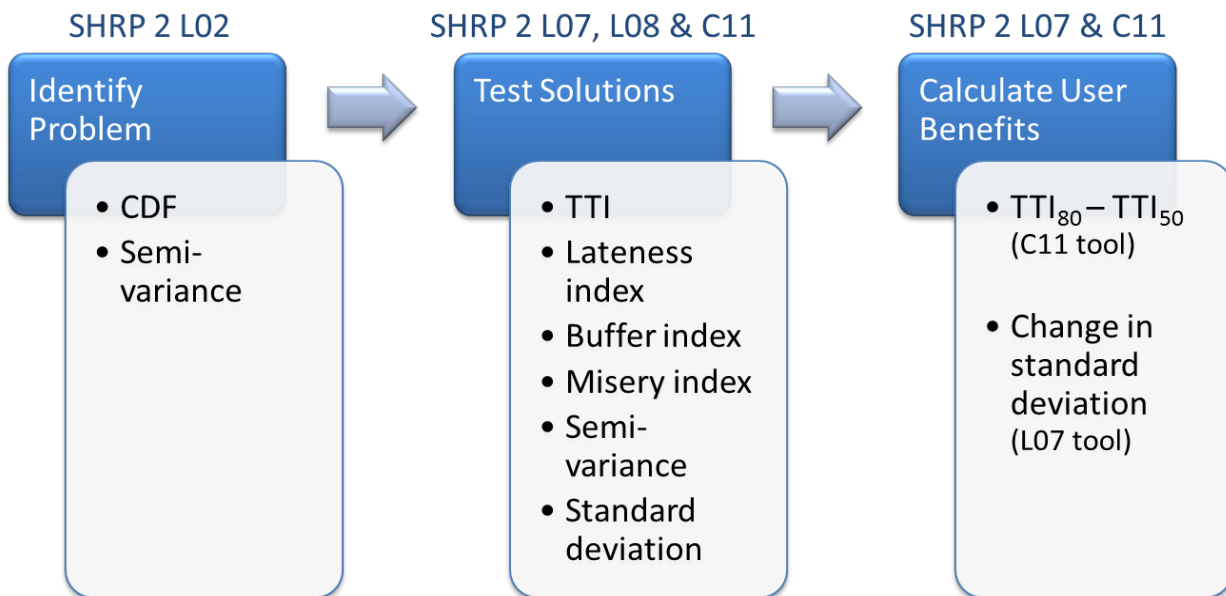 SHRP 2 L02
Identify
Problem
• CDF
• Semi-
variance
SHRP 2 L07, L08 & C11
Test Solutions
• TTI
• Lateness
index
• Buffer index
• Misery index
• Semi-
variance
• Standard
deviation
SHRP 2 L07 & C11
Calculate User
Benefits
• TTI₈₀ – TTI₅₀
(C11 tool)
• Change in
standard
deviation
(L07 tool)